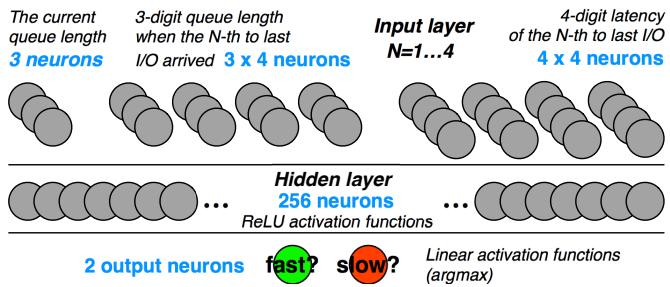 The current
queue length
3 neurons
3-digit queue length
when the N-th to last
I/O arrived 3 x 4 neurons
Input layer
N=1...4
4-digit latency
of the N-th to last I/O
4 x 4 neurons
Hidden layer
... 256 neurons ...
ReLU activation functions
2 output neurons fast? slow?
Linear activation functions
(argmax)